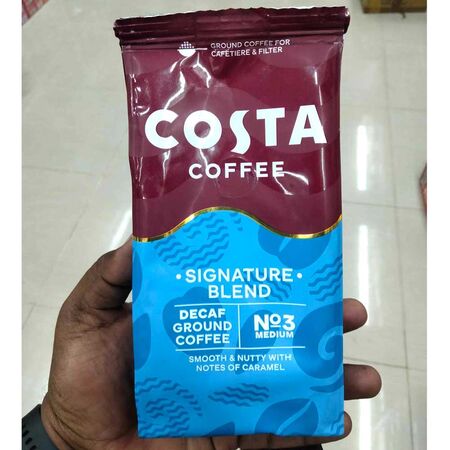 GROUND COFFEE FOR
CAFETIERE & FILTER
COSTA
COFFEE
• SIGNATURE •
BLEND
DECAF
GROUND
COFFEE
Nº3
MEDIUM
SMOOTH & NUTTY WITH
NOTES OF CARAMEL